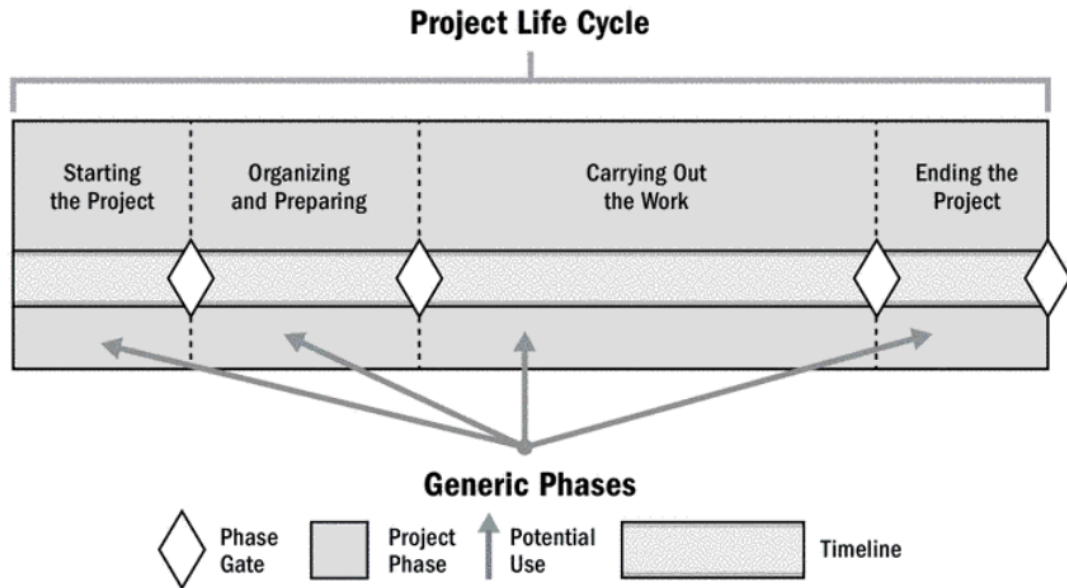 Project Life Cycle
Starting
the Project
Organizing
and Preparing
Carrying Out
the Work
Ending the
Project
Generic Phases
Phase
Gate
Project
Phase
Potential
Use
Timeline